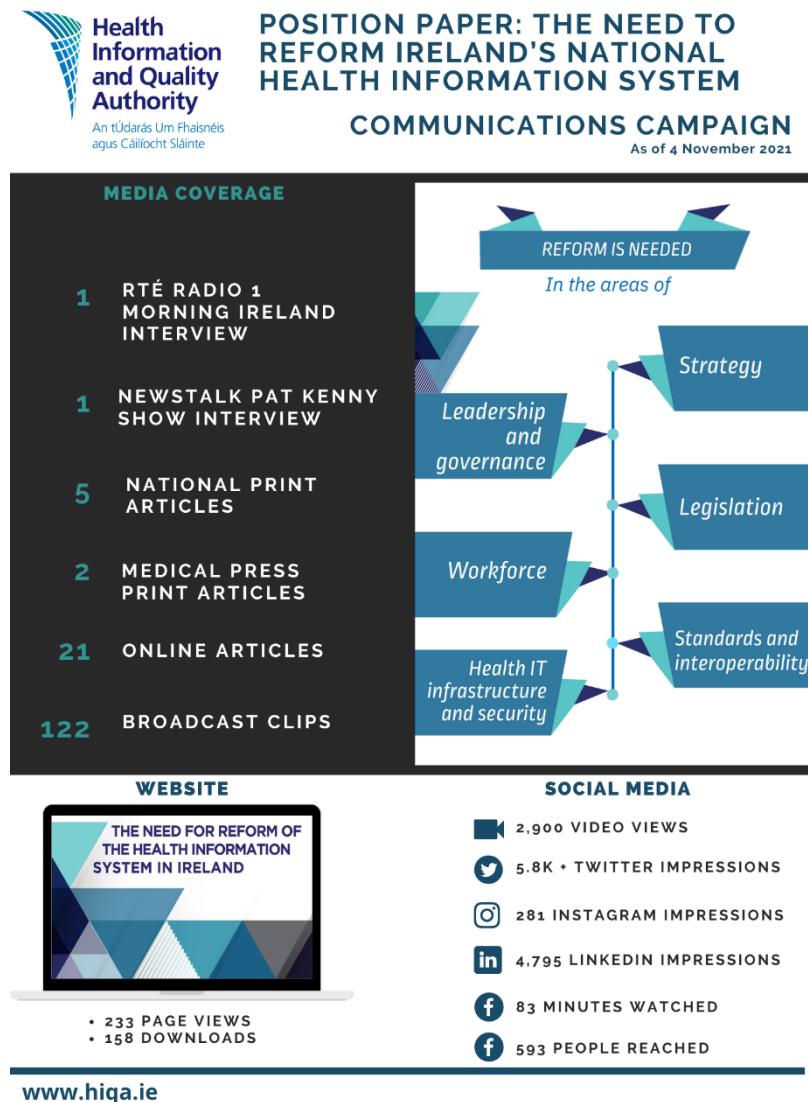 Health
Information
and Quality
Authority
An tÚdarás Um Fhaisnéis
agus Cáilíocht Sláinte
POSITION PAPER: THE NEED TO
REFORM IRELAND'S NATIONAL
HEALTH INFORMATION SYSTEM
COMMUNICATIONS CAMPAIGN
As of 4 November 2021
MEDIA COVERAGE
1 RTÉ RADIO 1
MORNING IRELAND
INTERVIEW
1 NEWSTALK PAT KENNY
SHOW INTERVIEW
5 NATIONAL PRINT
ARTICLES
2 MEDICAL PRESS
PRINT ARTICLES
21 ONLINE ARTICLES
122 BROADCAST CLIPS
REFORM IS NEEDED
In the areas of
Strategy
Leadership
and
governance
Legislation
Workforce
Standards and
interoperability
Health IT
infrastructure
and security
WEBSITE
THE NEED FOR REFORM OF
THE HEALTH INFORMATION
SYSTEM IN IRELAND
• 233 PAGE VIEWS
• 158 DOWNLOADS
SOCIAL MEDIA
2,900 VIDEO VIEWS
5.8K + TWITTER IMPRESSIONS
281 INSTAGRAM IMPRESSIONS
in 4,795 LINKEDIN IMPRESSIONS
f 83 MINUTES WATCHED
f 593 PEOPLE REACHED
www.hiqa.ie